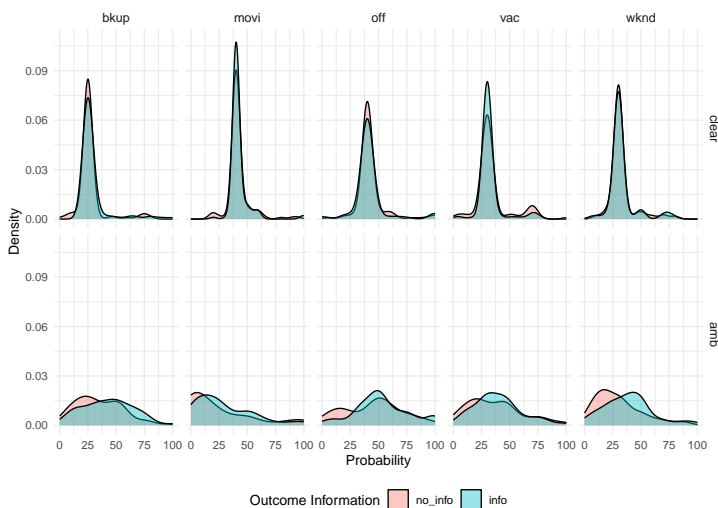 bkup movi off vac wknd
0.09
0.06
0.03
0.00
clear
Density
0.09
0.06
0.03
0.00
amb
0 25 50 75 100 0 25 50 75 100 0 25 50 75 100 0 25 50 75 100 0 25 50 75 100
Probability
Outcome Information no_info info